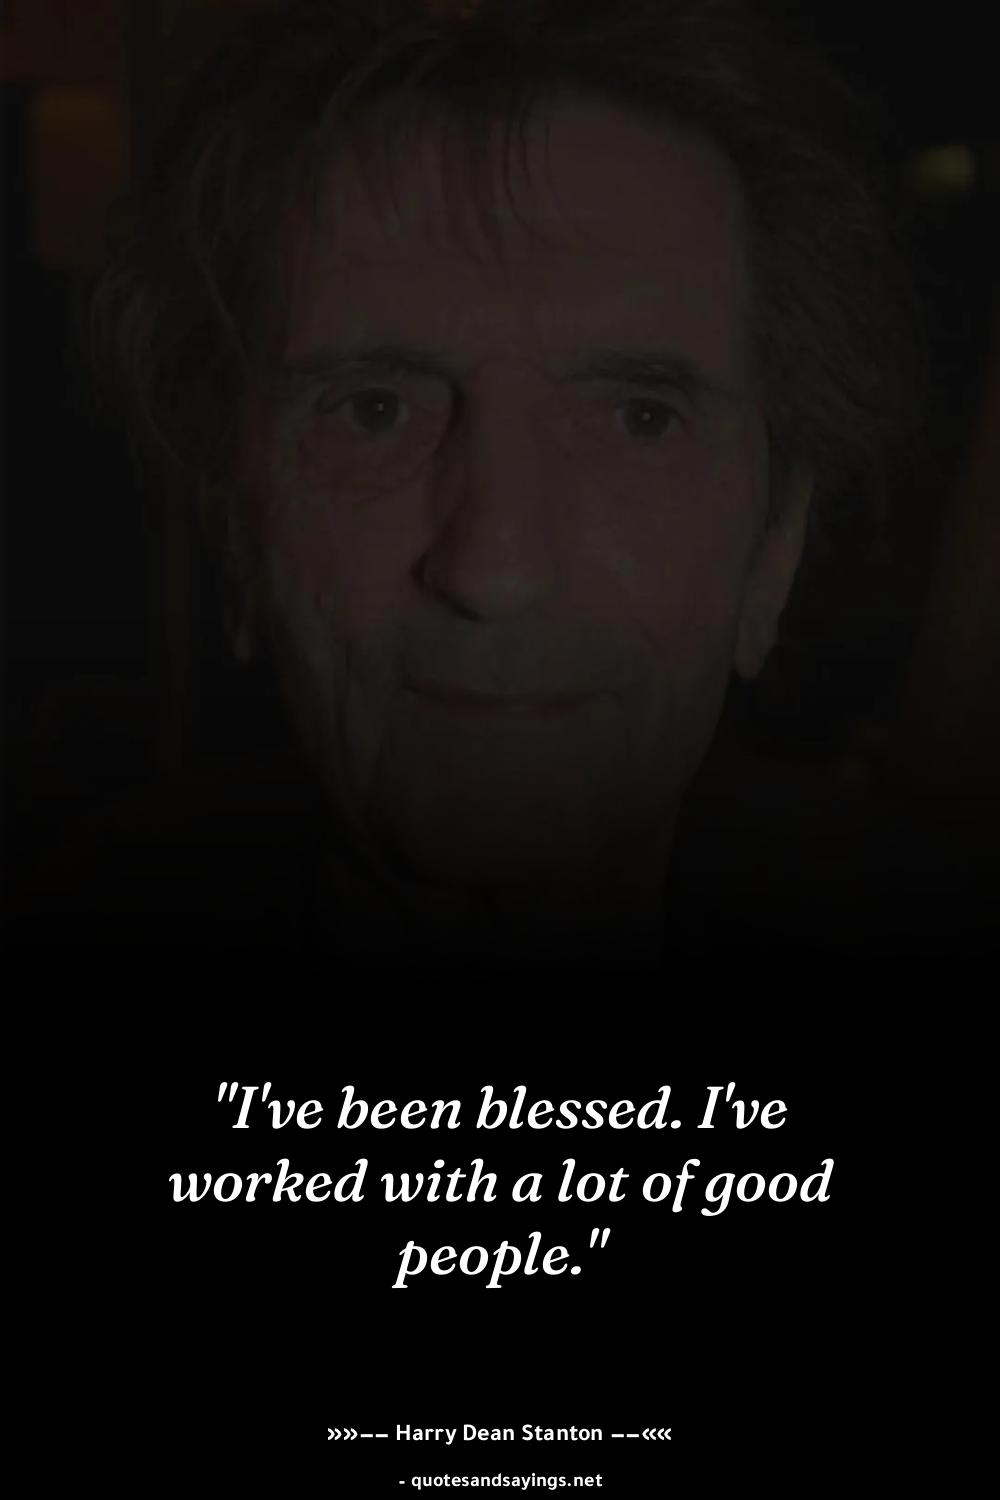 "I've been blessed. I've
worked with a lot of good
people."
»»–– Harry Dean Stanton ––««
- quotesandsayings.net